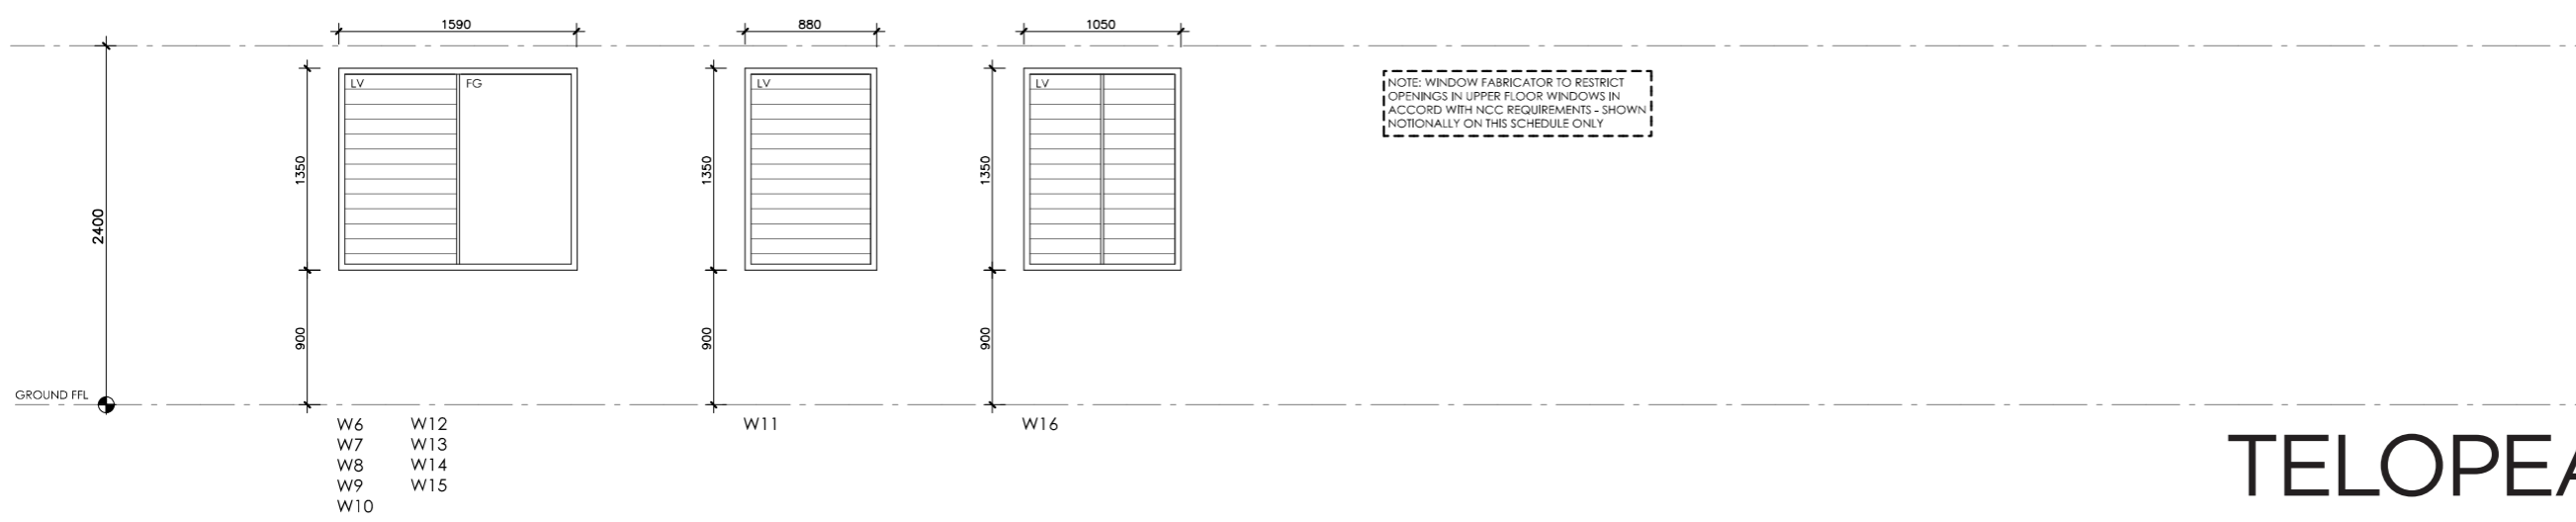 1590
880
1050
LV
FG
LV
LV
NOTE: WINDOW FABRICATOR TO RESTRICT
OPENINGS IN UPPER FLOOR WINDOWS IN
ACCORD WITH NCC REQUIREMENTS - SHOWN
NOTIONALLY ON THIS SCHEDULE ONLY
2400
1350
1350
1350
900
900
900
GROUND FFL
W6
W7
W8
W9
W10
W12
W13
W14
W15
W11
W16
TELOPEA